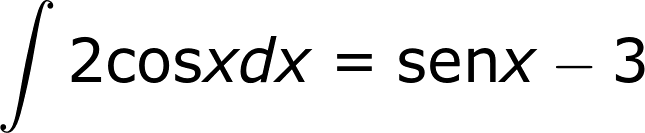 ∫ 2cosxdx = senx − 3